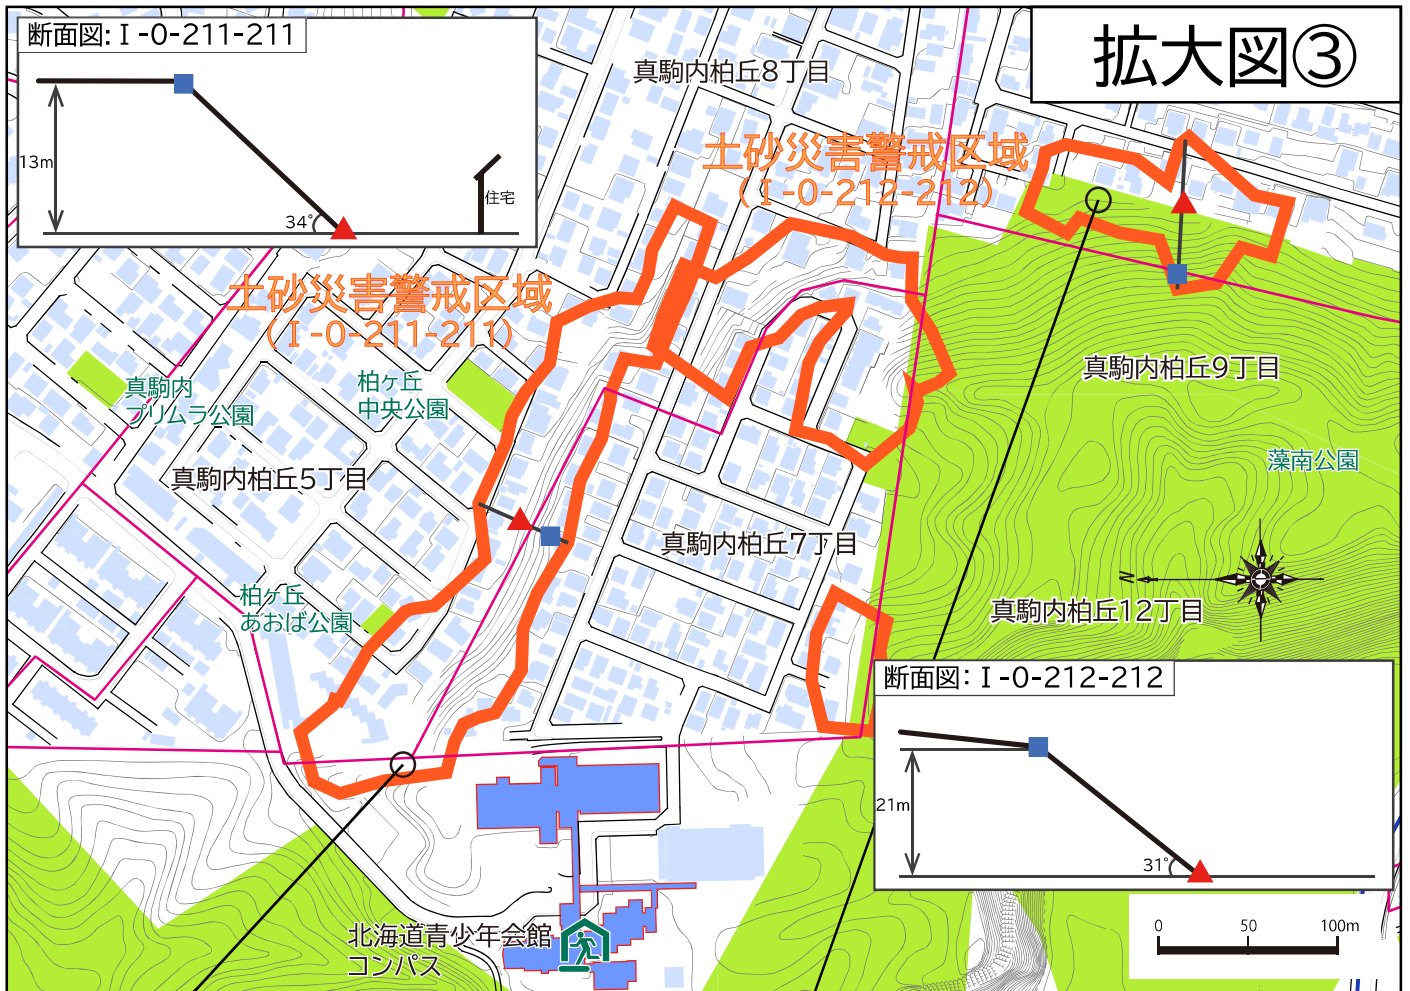 断面図:Ⅰ-0-211-211
13m
34°
住宅
真駒内柏丘8丁目
拡大図③
土砂災害警戒区域
(Ⅰ-0-212-212)
土砂災害警戒区域
(Ⅰ-0-211-211)
真駒内柏丘9丁目
真駒内
プリムラ公園
柏ヶ丘
中央公園
真駒内柏丘5丁目
藻南公園
真駒内柏丘7丁目
N
柏ヶ丘
あおば公園
真駒内柏丘12丁目
断面図:Ⅰ-0-212-212
21m
31°
北海道青少年会館
コンパス
0 50 100m